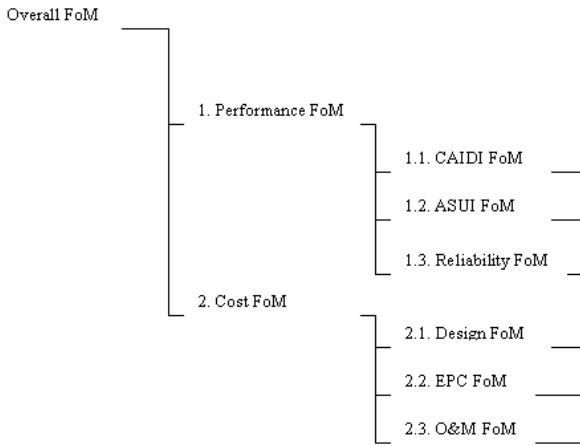 Overall FoM
1. Performance FoM
1.1. CAIDI FoM
1.2. ASUI FoM
1.3. Reliability FoM
2. Cost FoM
2.1. Design FoM
2.2. EPC FoM
2.3. O&M FoM